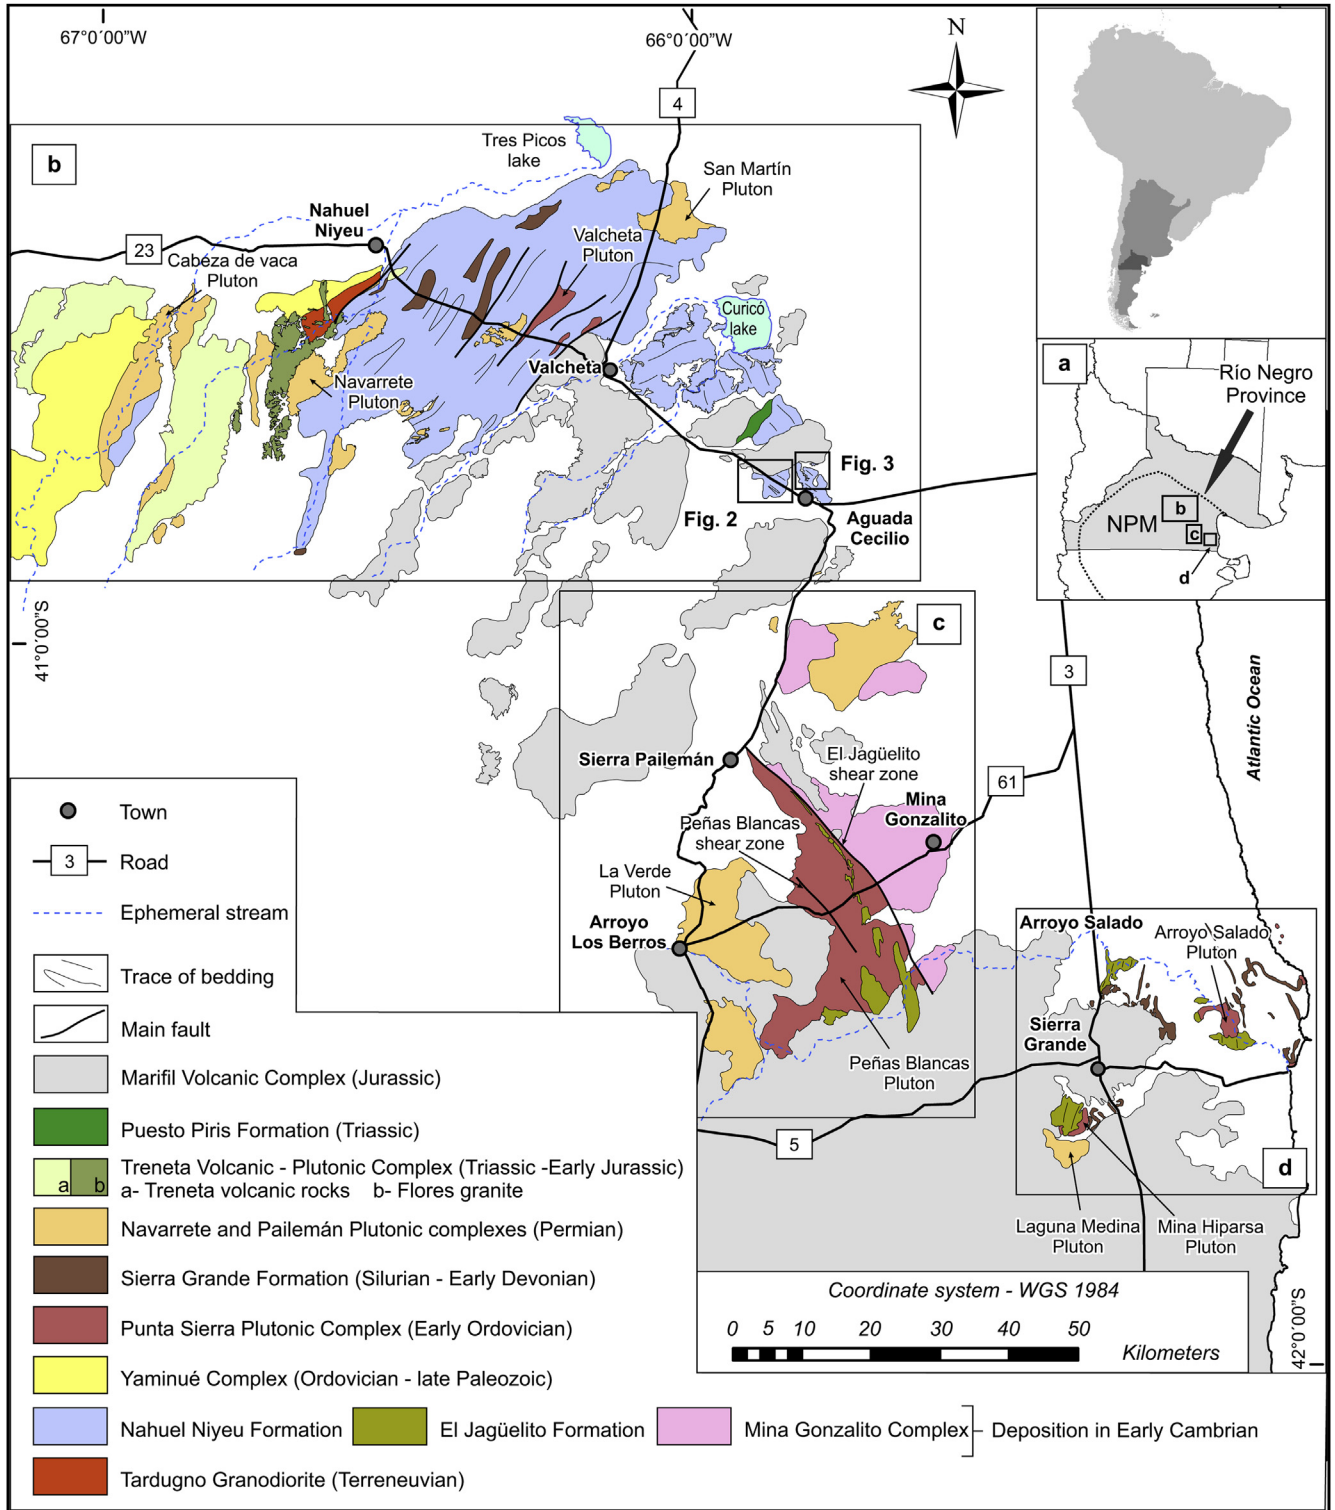 67°0´00"W
66°0´00"W
N
4
b
Tres Picos
lake
San Martín
Pluton
Nahuel
Niyeu
23
Valcheta
Pluton
Cabeza de vaca
Pluton
Curicó
lake
Valcheta
Navarrete
Pluton
Fig. 3
Fig. 2
Aguada
Cecilio
a
Río Negro
Province
b
NPM
c
d
41°0´00"S
c
3
Atlantic Ocean
Sierra Pailemán
El Jagüelito
shear zone
61
Mina
Gonzalito
Peñas Blancas
shear zone
La Verde
Pluton
Arroyo
Los Berros
Arroyo Salado
Arroyo Salado
Pluton
Sierra
Grande
Peñas Blancas
Pluton
5
d
Laguna Medina
Pluton
Mina Hiparsa
Pluton
Town
3
Road
Ephemeral stream
Trace of bedding
Main fault
Marifil Volcanic Complex (Jurassic)
Puesto Piris Formation (Triassic)
a b
Treneta Volcanic - Plutonic Complex (Triassic -Early Jurassic)
a- Treneta volcanic rocks b- Flores granite
Navarrete and Pailemán Plutonic complexes (Permian)
Sierra Grande Formation (Silurian - Early Devonian)
Punta Sierra Plutonic Complex (Early Ordovician)
Yaminué Complex (Ordovician - late Paleozoic)
Nahuel Niyeu Formation El Jagüelito Formation Mina Gonzalito Complex Deposition in Early Cambrian
Tardugno Granodiorite (Terreneuvian)
Coordinate system - WGS 1984
0 5 10 20 30 40 50
Kilometers
42°0´00"S